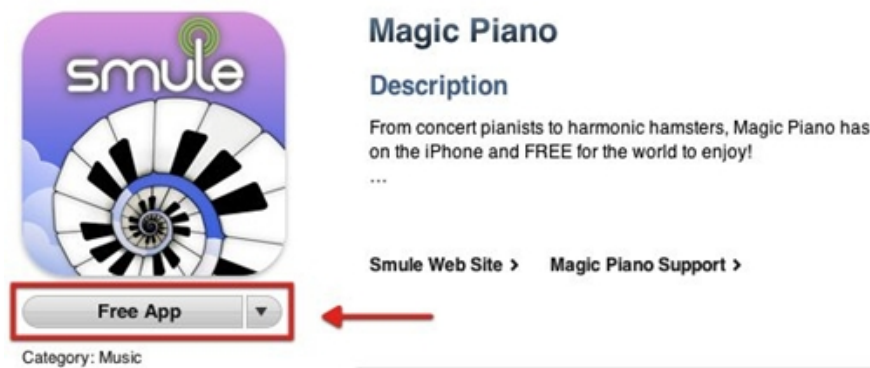 smule
Free App
Category: Music
Magic Piano
Description
From concert pianists to harmonic hamsters, Magic Piano has
on the iPhone and FREE for the world to enjoy!
...
Smule Web Site >
Magic Piano Support >